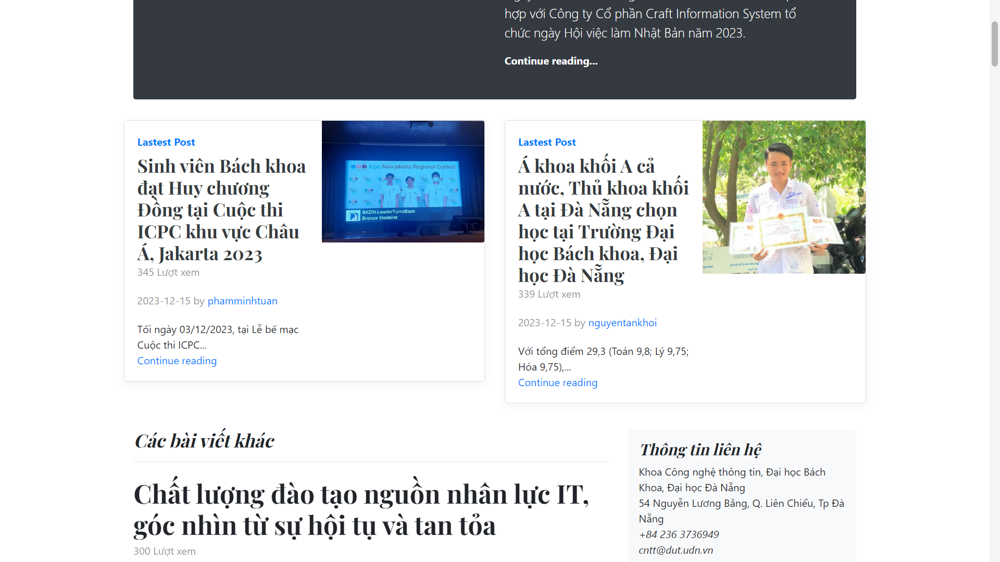 hợp với Công ty Cổ phần Craft Information System tổ
chức ngày Hội việc làm Nhật Bản năm 2023.
Continue reading...
Lastest Post
Sinh viên Bách khoa
đạt Huy chương
Đồng tại Cuộc thi
ICPC khu vực Châu
Á, Jakarta 2023
345 Lượt xem
2023-12-15 by phamminhtuan
Tối ngày 03/12/2023, tại Lễ bế mạc
Cuộc thi ICPC...
Continue reading
icpc Asia jakarta Regional Contest
BKDN.LeaderTurnsBack
Bronze Medalist
Lastest Post
Á khoa khối A cả
nước, Thủ khoa khối
A tại Đà Nẵng chọn
học tại Trường Đại
học Bách khoa, Đại
học Đà Nẵng
339 Lượt xem
2023-12-15 by nguyentankhoi
Với tổng điểm 29,3 (Toán 9,8; Lý 9,75;
Hóa 9,75),...
Continue reading
Các bài viết khác
Chất lượng đào tạo nguồn nhân lực IT,
góc nhìn từ sự hội tụ và tan tỏa
300 Lượt xem
Thông tin liên hệ
Khoa Công nghệ thông tin, Đại học Bách
Khoa, Đại học Đà Nẵng
54 Nguyễn Lương Bằng, Q. Liên Chiểu, Tp Đà
Nẵng
+84 236 3736949
cntt@dut.udn.vn